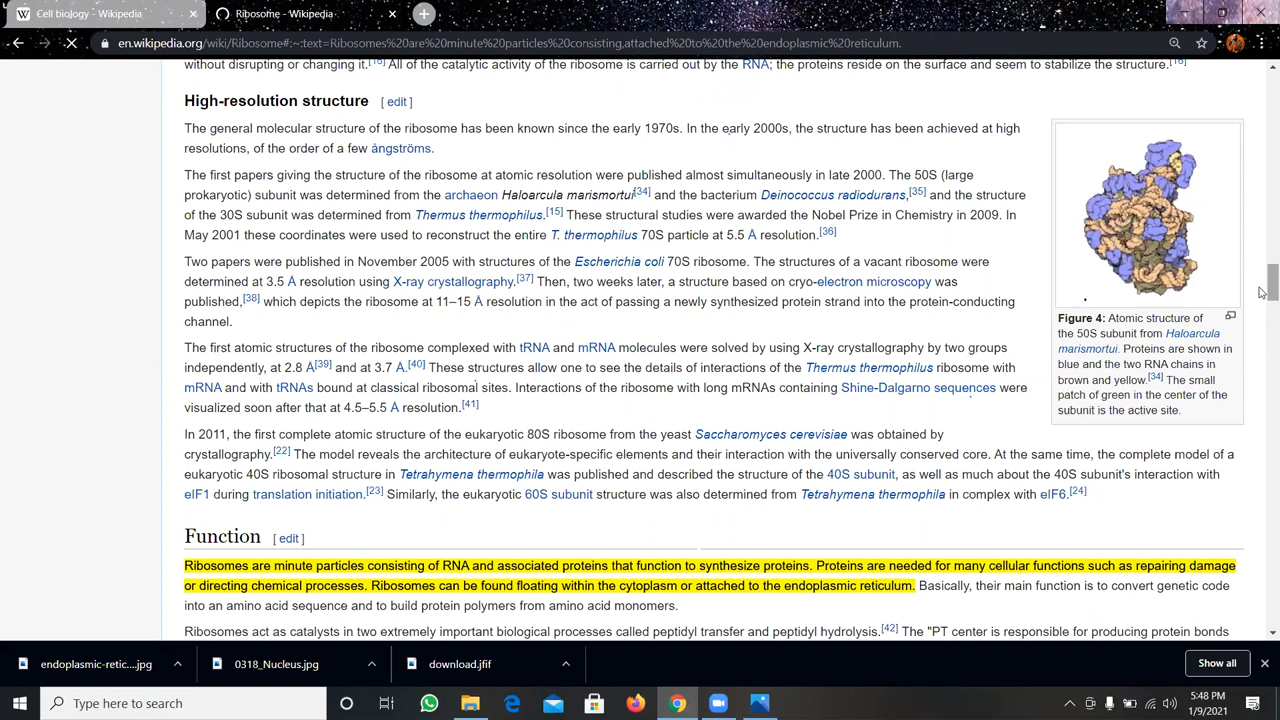 Cell biology - Wikipedia
Ribosome - Wikipedia
en.wikipedia.org/wiki/Ribosome#:~:text=Ribosomes%20are%20minute%20particles%20consisting,attached%20to%20the%20endoplasmic%20reticulum.
without disrupting or changing it.[16] All of the catalytic activity of the ribosome is carried out by the RNA; the proteins reside on the surface and seem to stabilize the structure.[16]
High-resolution structure [ edit ]
The general molecular structure of the ribosome has been known since the early 1970s. In the early 2000s, the structure has been achieved at high
resolutions, of the order of a few ångströms.
The first papers giving the structure of the ribosome at atomic resolution were published almost simultaneously in late 2000. The 50S (large
prokaryotic) subunit was determined from the archaeon Haloarcula marismortui[34] and the bacterium Deinococcus radiodurans,[35] and the structure
of the 30S subunit was determined from Thermus thermophilus.[15] These structural studies were awarded the Nobel Prize in Chemistry in 2009. In
May 2001 these coordinates were used to reconstruct the entire T. thermophilus 70S particle at 5.5 Å resolution.[36]
Two papers were published in November 2005 with structures of the Escherichia coli 70S ribosome. The structures of a vacant ribosome were
determined at 3.5 Å resolution using X-ray crystallography.[37] Then, two weeks later, a structure based on cryo-electron microscopy was
published,[38] which depicts the ribosome at 11–15 Å resolution in the act of passing a newly synthesized protein strand into the protein-conducting
channel.
The first atomic structures of the ribosome complexed with tRNA and mRNA molecules were solved by using X-ray crystallography by two groups
independently, at 2.8 Å[39] and at 3.7 Å.[40] These structures allow one to see the details of interactions of the Thermus thermophilus ribosome with
mRNA and with tRNAs bound at classical ribosomal sites. Interactions of the ribosome with long mRNAs containing Shine-Dalgarno sequences were
visualized soon after that at 4.5–5.5 Å resolution.[41]
In 2011, the first complete atomic structure of the eukaryotic 80S ribosome from the yeast Saccharomyces cerevisiae was obtained by
crystallography.[22] The model reveals the architecture of eukaryote-specific elements and their interaction with the universally conserved core. At the same time, the complete model of a
eukaryotic 40S ribosomal structure in Tetrahymena thermophila was published and described the structure of the 40S subunit, as well as much about the 40S subunit's interaction with
eIF1 during translation initiation.[23] Similarly, the eukaryotic 60S subunit structure was also determined from Tetrahymena thermophila in complex with eIF6.[24]
Figure 4: Atomic structure of
the 50S subunit from Haloarcula
marismortui. Proteins are shown in
blue and the two RNA chains in
brown and yellow.[34] The small
patch of green in the center of the
subunit is the active site.
Function [ edit ]
Ribosomes are minute particles consisting of RNA and associated proteins that function to synthesize proteins. Proteins are needed for many cellular functions such as repairing damage
or directing chemical processes. Ribosomes can be found floating within the cytoplasm or attached to the endoplasmic reticulum. Basically, their main function is to convert genetic code
into an amino acid sequence and to build protein polymers from amino acid monomers.
Ribosomes act as catalysts in two extremely important biological processes called peptidyl transfer and peptidyl hydrolysis.[42] The "PT center is responsible for producing protein bonds
endoplasmic-retic....jpg
0318_Nucleus.jpg
download.jfif
Show all
Type here to search
5:48 PM
1/9/2021